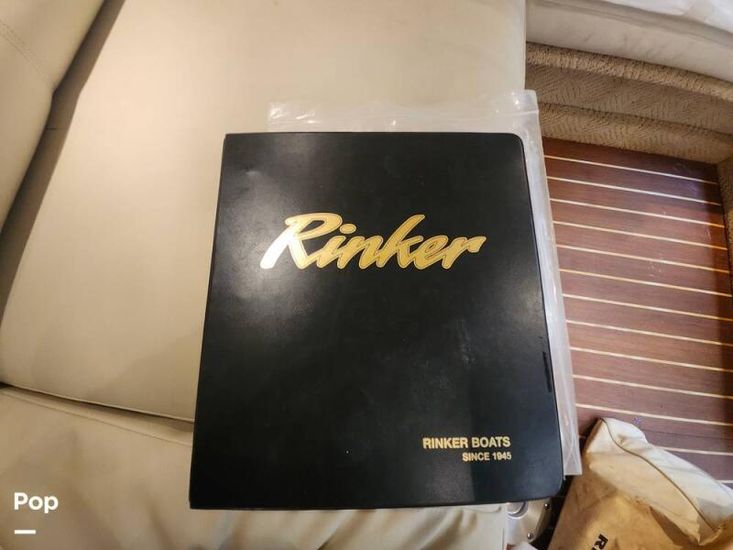 Rinker
RINKER BOATS
SINCE 1945
Pop
R